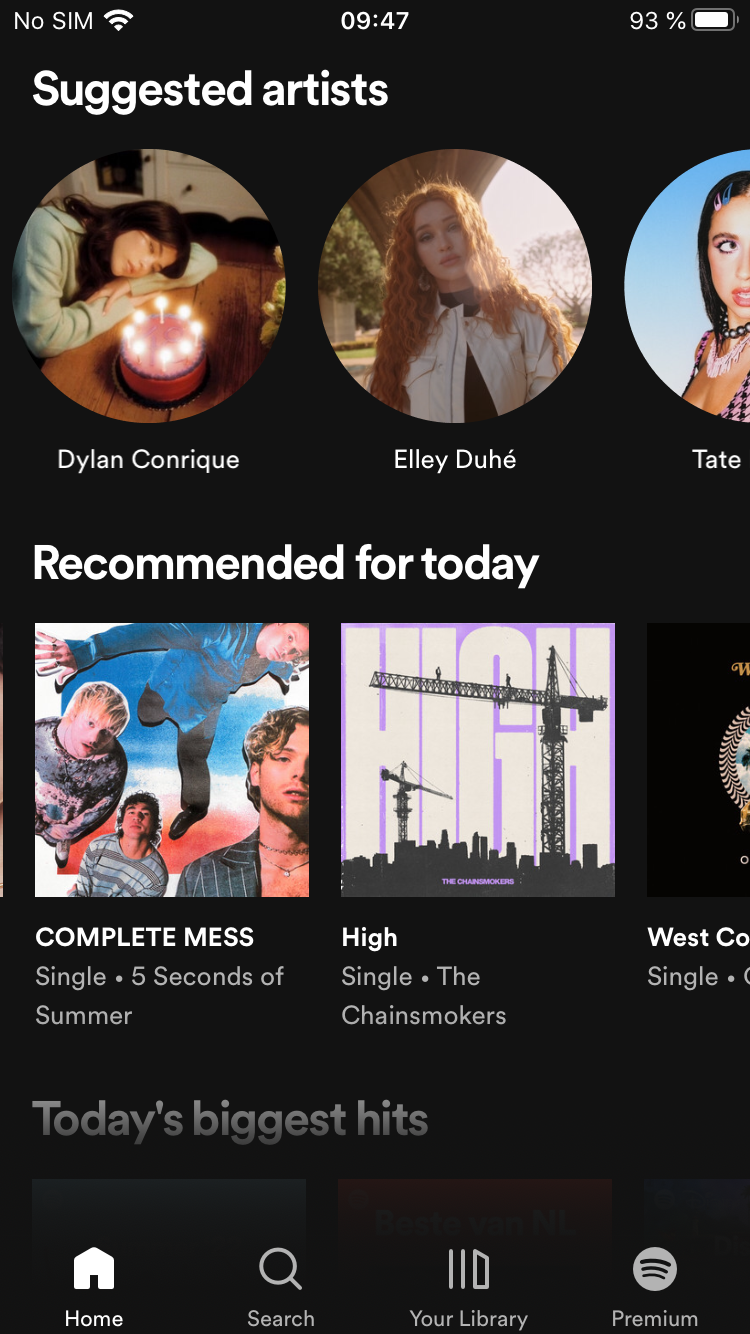 No SIM 09:47 93 %
Suggested artists
Dylan Conrique
Elley Duhé
Tate
Recommended for today
HIGH
THE CHAINSMOKERS
COMPLETE MESS
Single • 5 Seconds of
Summer
High
Single • The
Chainsmokers
West Co
Single •
Today's biggest hits
Beste van NL
Home
Search
Your Library
Premium